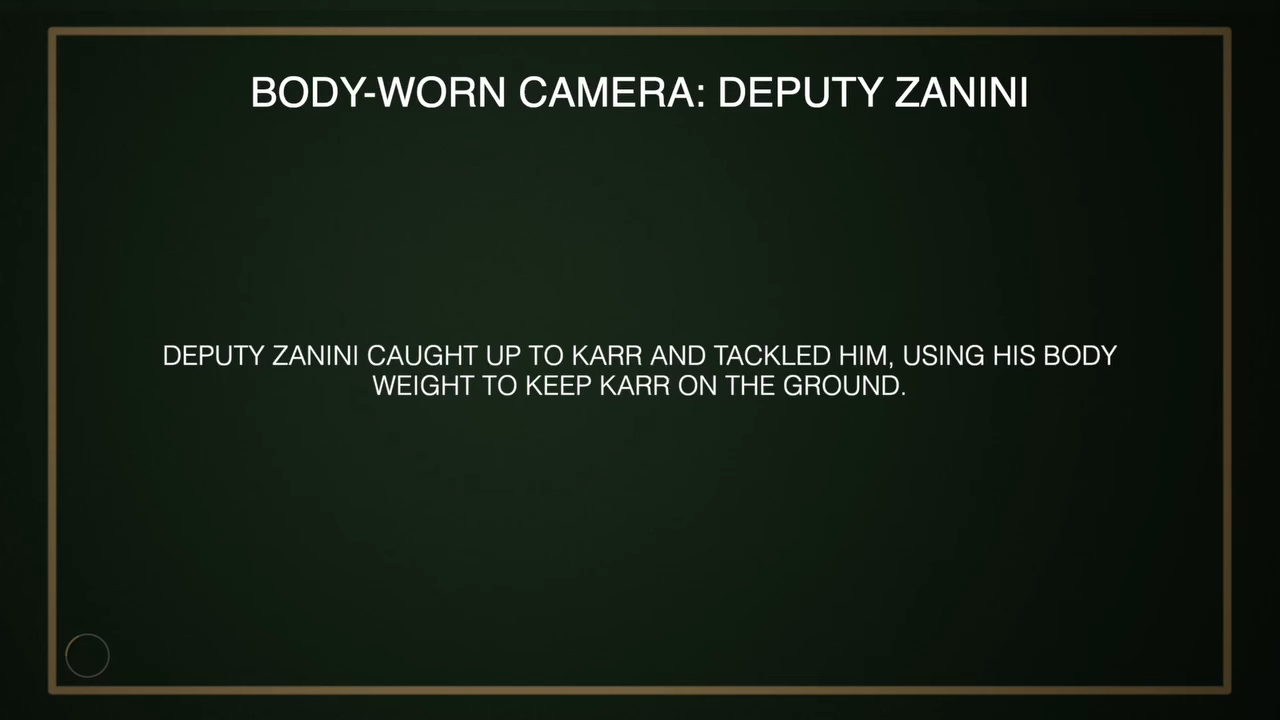 BODY-WORN CAMERA: DEPUTY ZANINI
DEPUTY ZANINI CAUGHT UP TO KARR AND TACKLED HIM, USING HIS BODY
WEIGHT TO KEEP KARR ON THE GROUND.